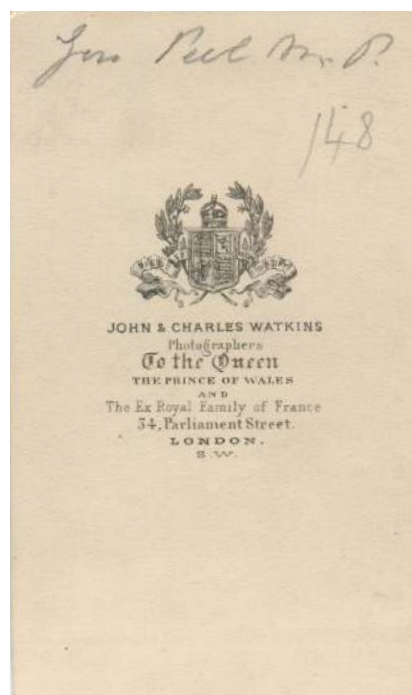 Gen Peel M.P.
148
JOHN & CHARLES WATKINS
Photographers
To the Queen
THE PRINCE OF WALES
AND
The Ex Royal Family of France
34, Parliament Street.
LONDON.
S.W.